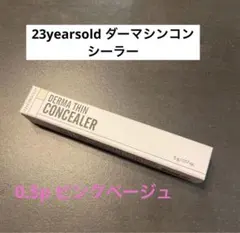 23yearsold ダーマシンコン
シーラー
DERMA THIN
CONCEALER
0.5p ピンクベージュ